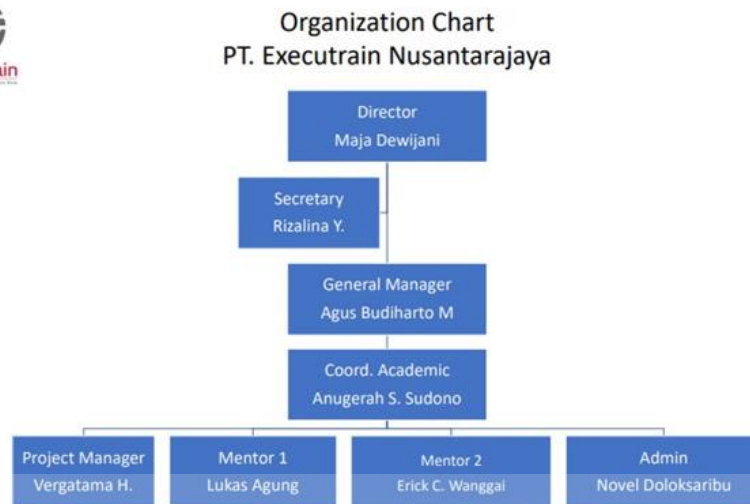 Organization Chart
PT. Executrain Nusantarajaya
Director
Maja Dewijani
Secretary
Rizalina Y.
General Manager
Agus Budiharto M
Coord. Academic
Anugerah S. Sudono
Project Manager
Vergatama H.
Mentor 1
Lukas Agung
Mentor 2
Erick C. Wanggai
Admin
Novel Doloksaribu